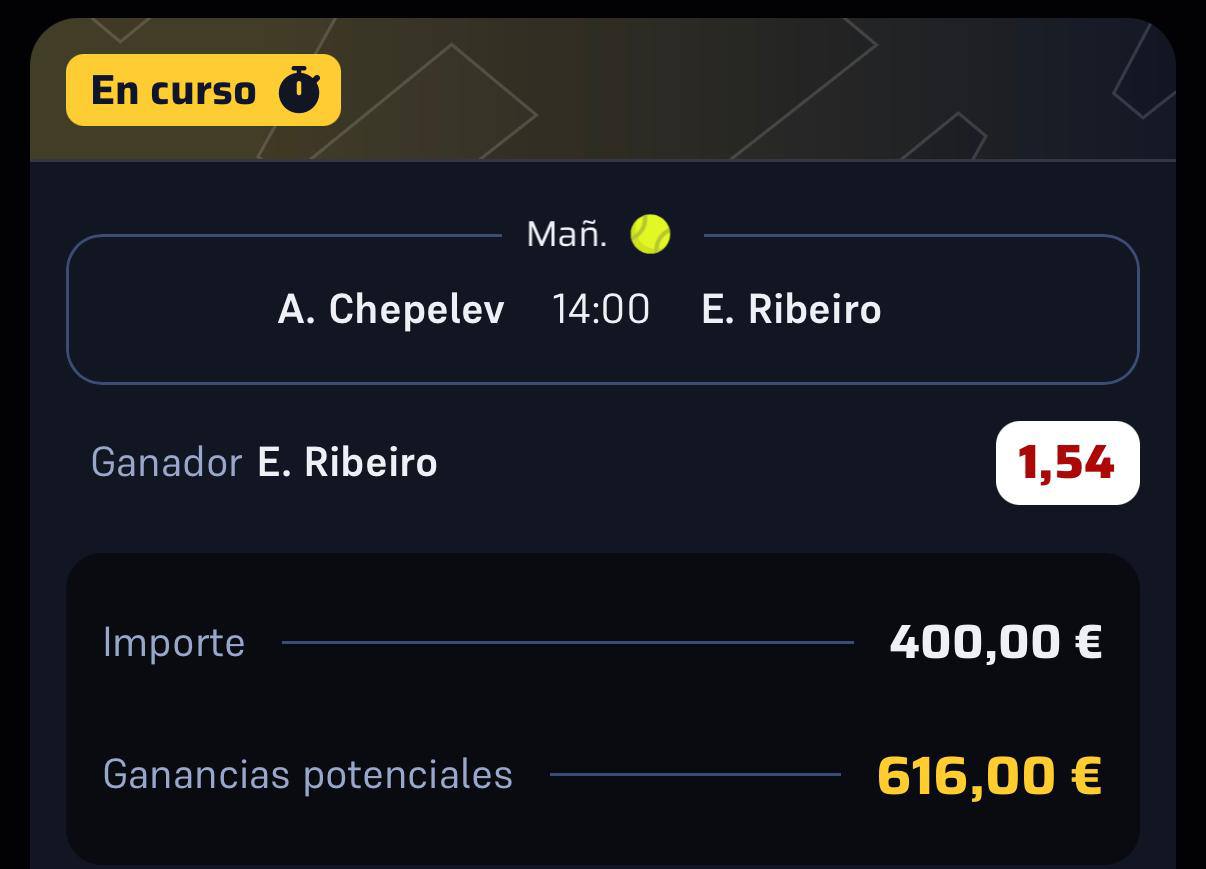 En curso
Mañ.
A. Chepelev 14:00 E. Ribeiro
Ganador E. Ribeiro 1,54
Importe 400,00 €
Ganancias potenciales 616,00 €